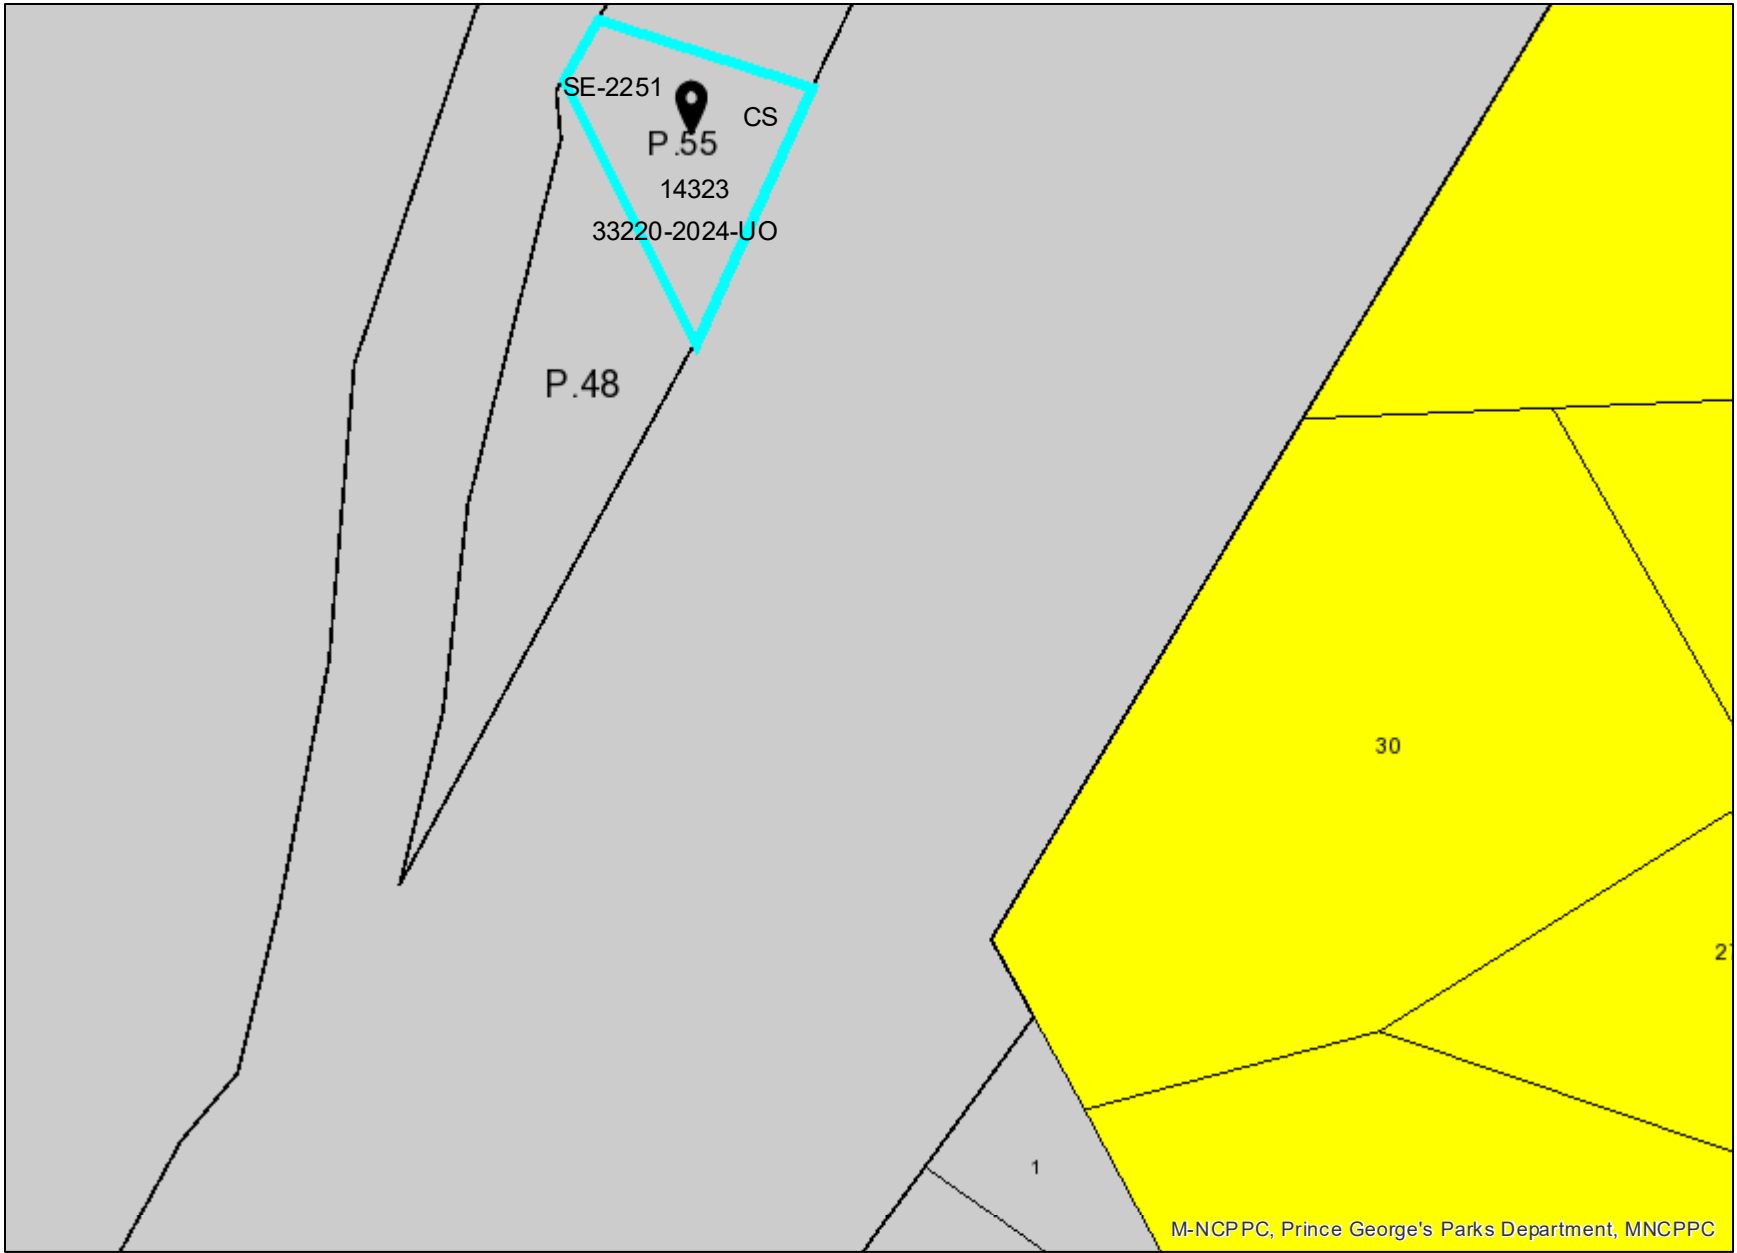 SE-2251
CS
P.55
14323
33220-2024-UO
P.48
30
1
M-NCPPC, Prince George's Parks Department, MNCPPC